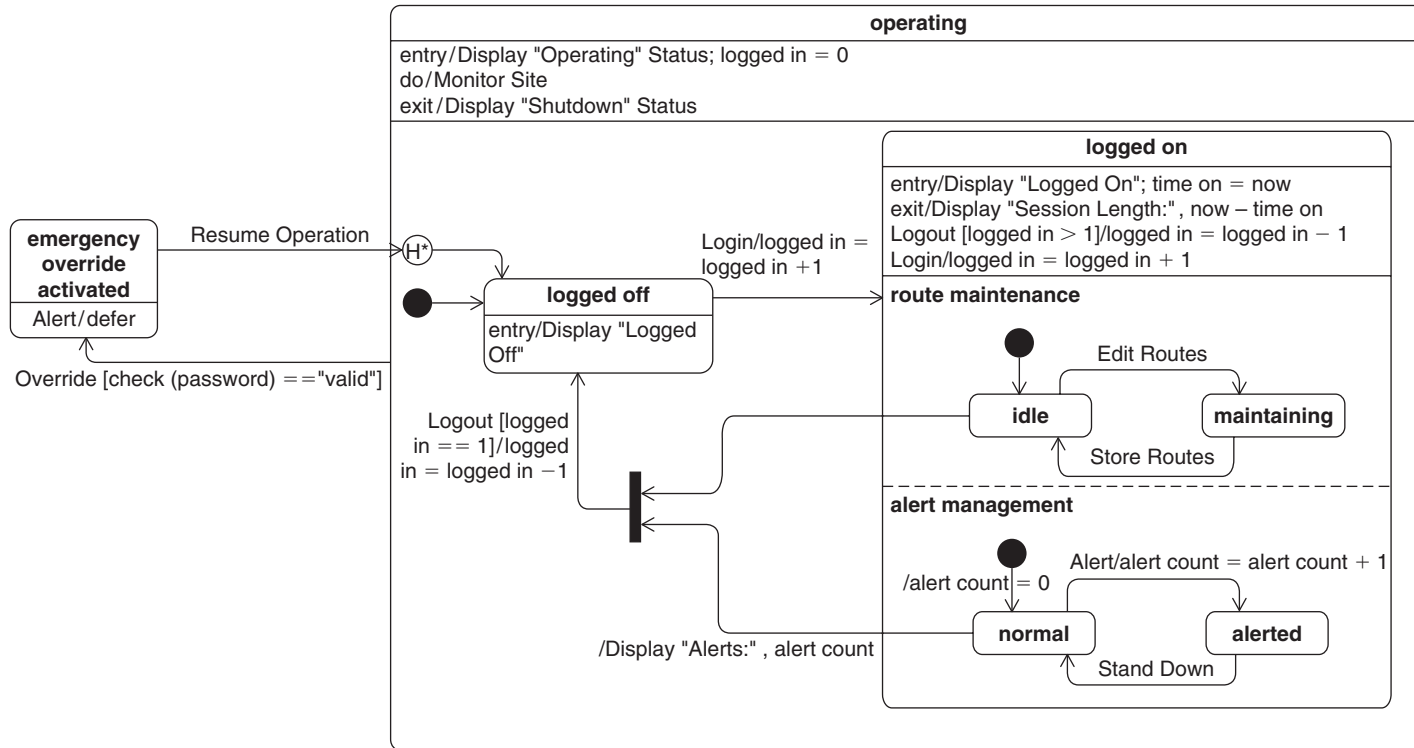 operating
entry/Display "Operating" Status; logged in = 0
do/Monitor Site
exit/Display "Shutdown" Status
logged on
entry/Display "Logged On"; time on = now
exit/Display "Session Length:", now – time on
Logout [logged in > 1]/logged in = logged in − 1
Login/logged in = logged in + 1
emergency
override
activated
Alert/defer
Resume Operation
H*
Login/logged in =
logged in +1
logged off
entry/Display "Logged
Off"
Override [check (password) =="valid"]
route maintenance
Edit Routes
idle
maintaining
Store Routes
Logout [logged
in == 1]/logged
in = logged in −1
alert management
Alert/alert count = alert count + 1
/alert count = 0
normal
alerted
/Display "Alerts:" , alert count
Stand Down